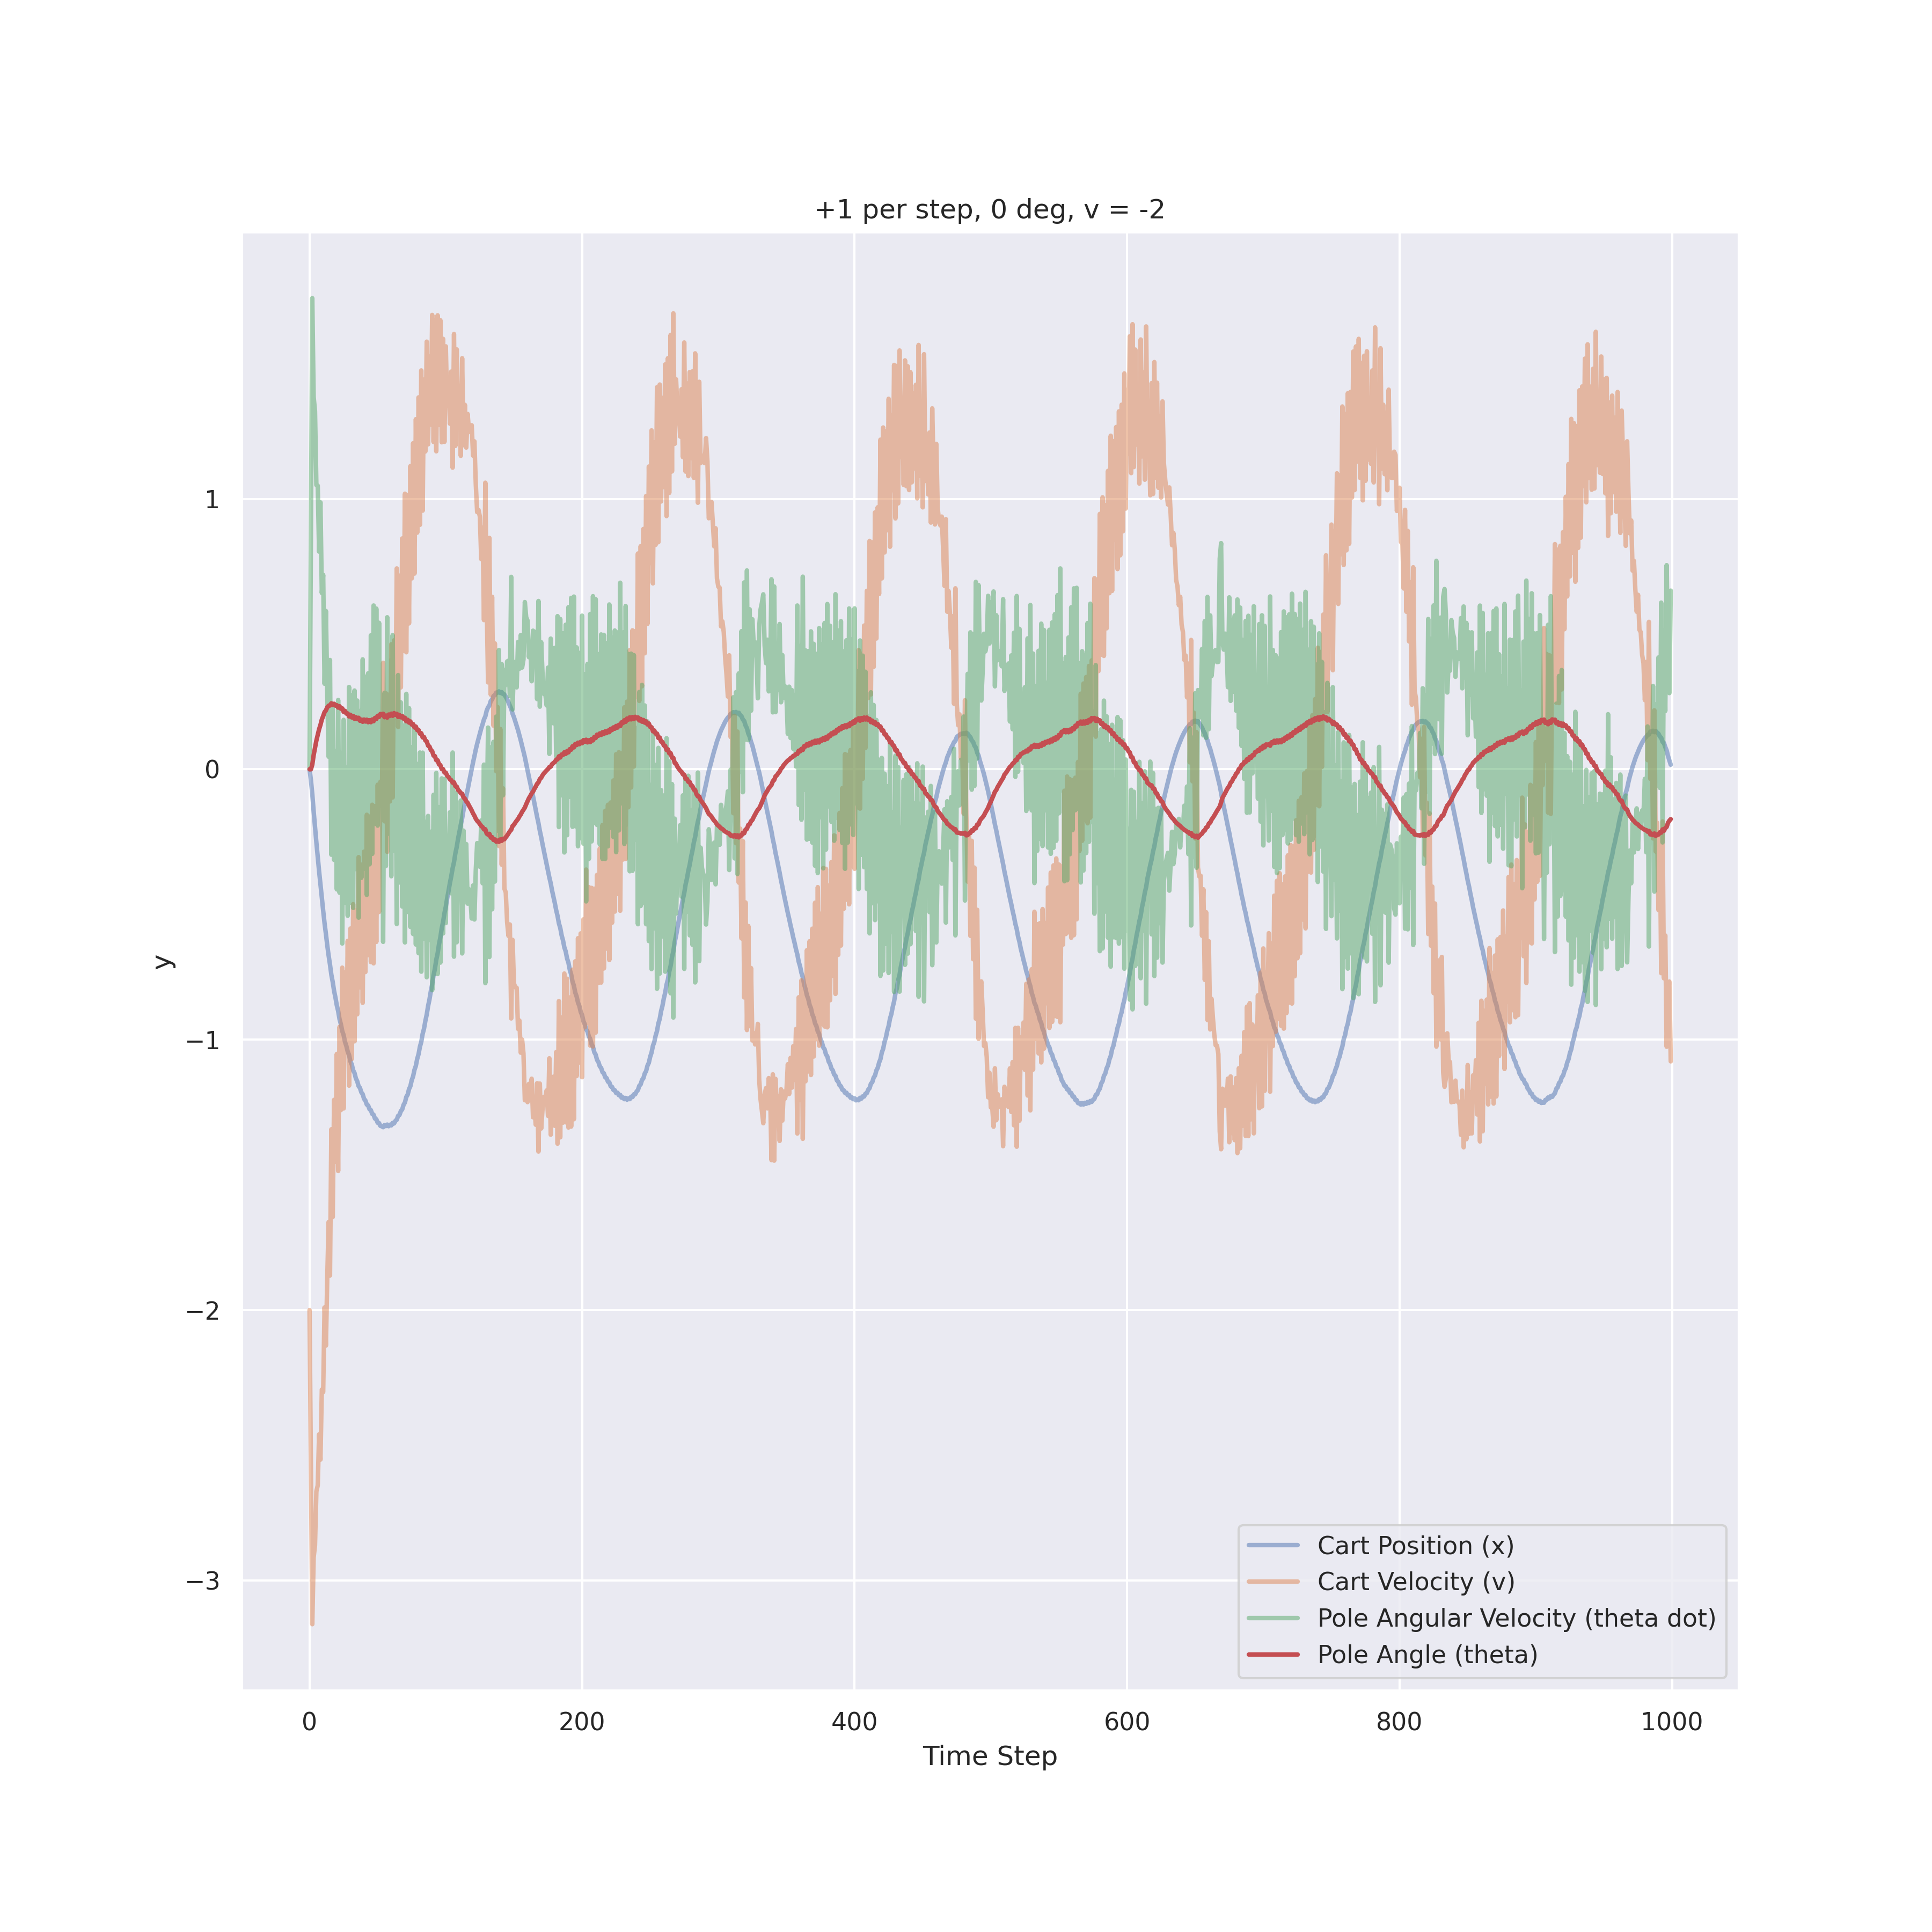 +1 per step, 0 deg, v = -2
y
1
0
−1
−2
−3
0
200
400
600
800
1000
Time Step
Cart Position (x)
Cart Velocity (v)
Pole Angular Velocity (theta dot)
Pole Angle (theta)